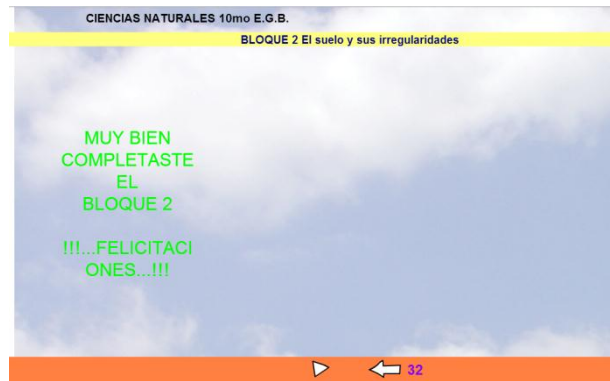 CIENCIAS NATURALES 10mo E.G.B.
BLOQUE 2 El suelo y sus irregularidades
MUY BIEN
COMPLETASTE
EL
BLOQUE 2
!!!...FELICITACI
ONES...!!!
32